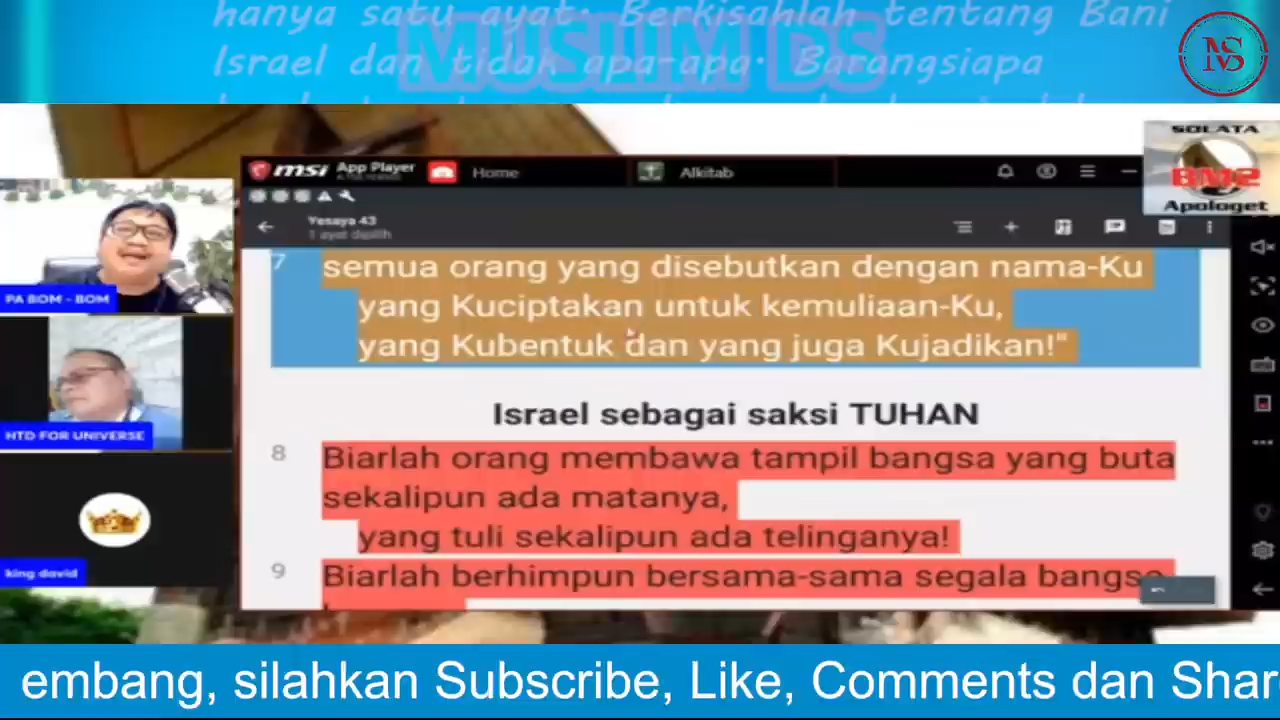 hanya satu ayat. Berkisahlah tentang Bani
MUSLIM DS
Israel dan tidak apa-apa. Barangsiapa
MS
SOLATA
BM2
Apologet
msi App Player
Home
Alkitab
Yesaya 43
1 ayat dipilih
7 semua orang yang disebutkan dengan nama-Ku
yang Kuciptakan untuk kemuliaan-Ku,
yang Kubentuk dan yang juga Kujadikan!"
Israel sebagai saksi TUHAN
8 Biarlah orang membawa tampil bangsa yang buta
sekalipun ada matanya,
yang tuli sekalipun ada telinganya!
9 Biarlah berhimpun bersama-sama segala bangsa
PA BOM - BOM
NTD FOR UNIVERSE
king david
embang, silahkan Subscribe, Like, Comments dan Shar